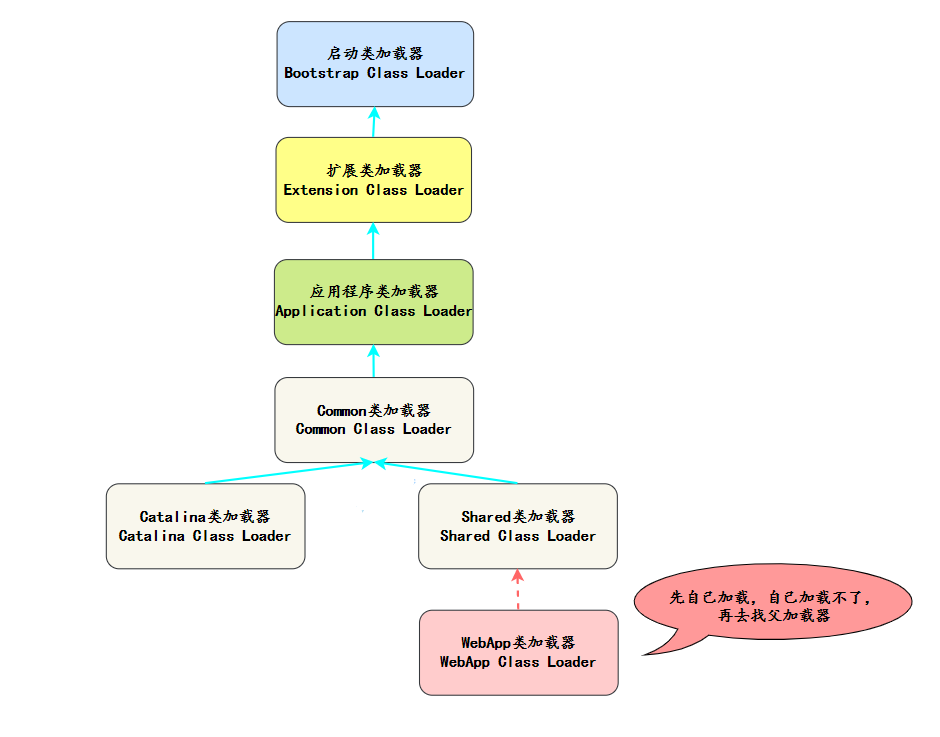 启动类加载器
Bootstrap Class Loader
扩展类加载器
Extension Class Loader
应用程序类加载器
Application Class Loader
Common类加载器
Common Class Loader
Catalina类加载器
Catalina Class Loader
Shared类加载器
Shared Class Loader
先自己加载，自己加载不了，
再去找父加载器
WebApp类加载器
WebApp Class Loader